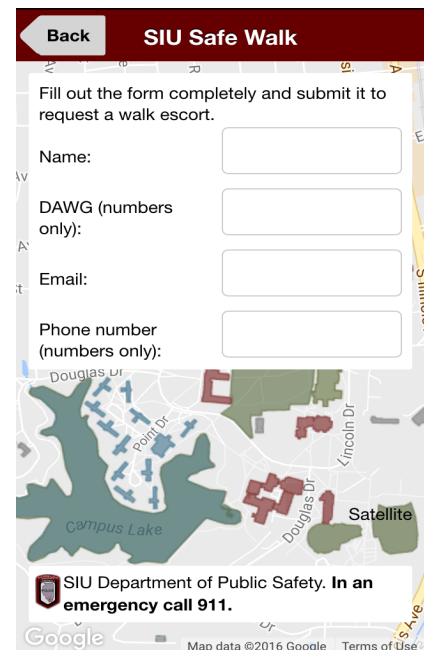 Back
SIU Safe Walk
Fill out the form completely and submit it to
request a walk escort.
Name:
DAWG (numbers
only):
Email:
Phone number
(numbers only):
Douglas Dr
Point Dr
Lincoln Dr
Campus Lake
Douglas Dr
Satellite
SIU Department of Public Safety. In an
emergency call 911.
Google
Map data ©2016 Google
Terms of Use